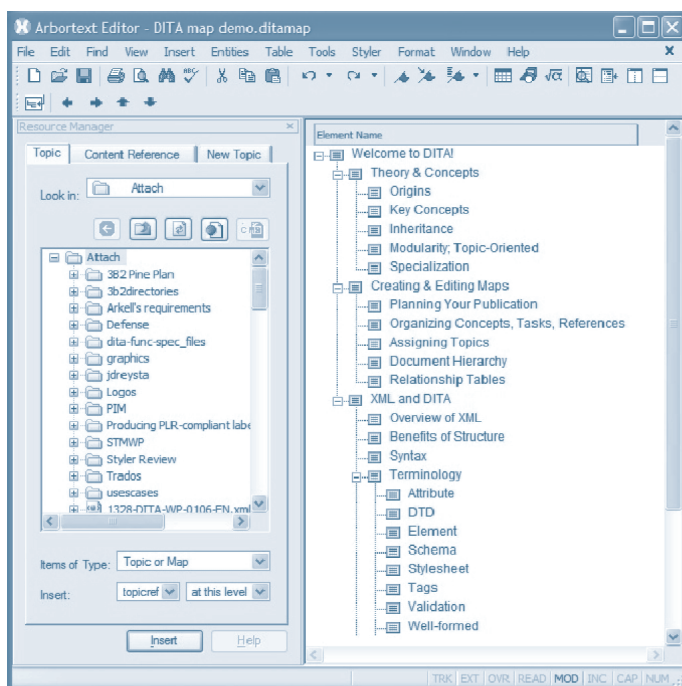 Arbortext Editor - DITA map demo.ditamap
File Edit Find View Insert Entities Table Tools Styler Format Window Help
Resource Manager
Topic Content Reference New Topic
Look in: Attach
Attach
3B2 Pine Plan
3b2directories
Arkell's requirements
Defense
dita-func-spec_files
graphics
jdreysta
Logos
PIM
Producing PLR-compliant labe
STMWP
Styler Review
Trados
usescases
1328-DITA-WP-0106-EN.xml
Items of Type: Topic or Map
Insert: topicref at this level
Insert Help
Element Name
Welcome to DITA!
Theory & Concepts
Origins
Key Concepts
Inheritance
Modularity; Topic-Oriented
Specialization
Creating & Editing Maps
Planning Your Publication
Organizing Concepts, Tasks, References
Assigning Topics
Document Hierarchy
Relationship Tables
XML and DITA
Overview of XML
Benefits of Structure
Syntax
Terminology
Attribute
DTD
Element
Schema
Stylesheet
Tags
Validation
Well-formed
TRK EXT OVR READ MOD INC CAP NUM